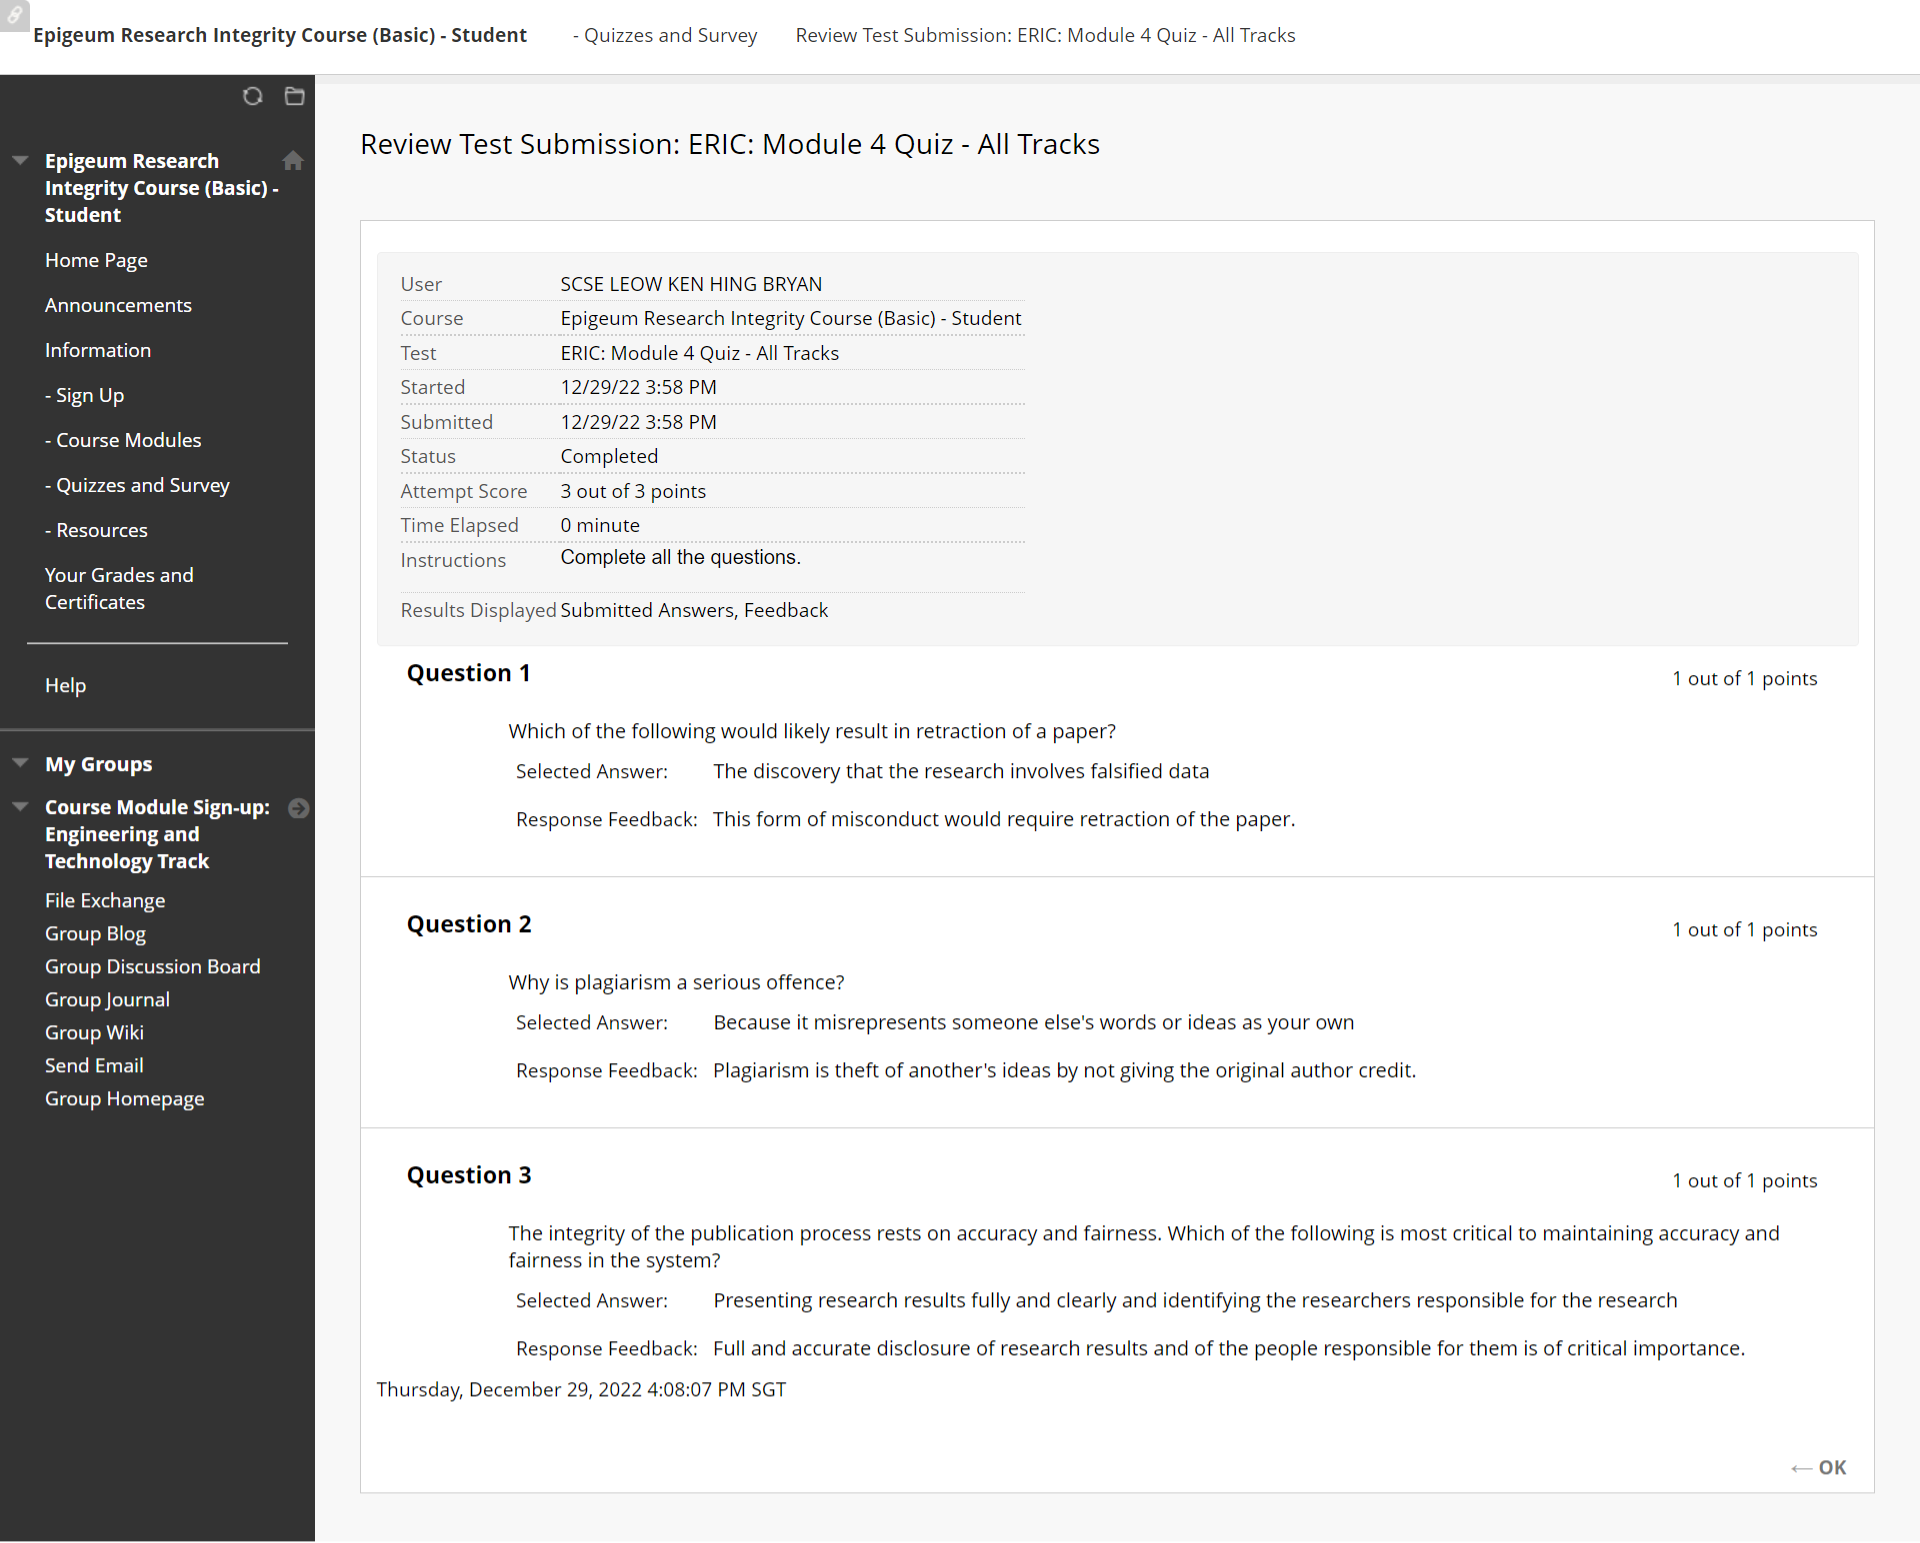 Epigeum Research Integrity Course (Basic) - Student - Quizzes and Survey Review Test Submission: ERIC: Module 4 Quiz - All Tracks
Epigeum Research
Integrity Course (Basic) -
Student
Home Page
Announcements
Information
- Sign Up
- Course Modules
- Quizzes and Survey
- Resources
Your Grades and
Certificates
Help
My Groups
Course Module Sign-up:
Engineering and
Technology Track
File Exchange
Group Blog
Group Discussion Board
Group Journal
Group Wiki
Send Email
Group Homepage
Review Test Submission: ERIC: Module 4 Quiz - All Tracks
User SCSE LEOW KEN HING BRYAN
Course Epigeum Research Integrity Course (Basic) - Student
Test ERIC: Module 4 Quiz - All Tracks
Started 12/29/22 3:58 PM
Submitted 12/29/22 3:58 PM
Status Completed
Attempt Score 3 out of 3 points
Time Elapsed 0 minute
Instructions Complete all the questions.
Results Displayed Submitted Answers, Feedback
Question 1 1 out of 1 points
Which of the following would likely result in retraction of a paper?
Selected Answer: The discovery that the research involves falsified data
Response Feedback: This form of misconduct would require retraction of the paper.
Question 2 1 out of 1 points
Why is plagiarism a serious offence?
Selected Answer: Because it misrepresents someone else's words or ideas as your own
Response Feedback: Plagiarism is theft of another's ideas by not giving the original author credit.
Question 3 1 out of 1 points
The integrity of the publication process rests on accuracy and fairness. Which of the following is most critical to maintaining accuracy and
fairness in the system?
Selected Answer: Presenting research results fully and clearly and identifying the researchers responsible for the research
Response Feedback: Full and accurate disclosure of research results and of the people responsible for them is of critical importance.
Thursday, December 29, 2022 4:08:07 PM SGT
← OK